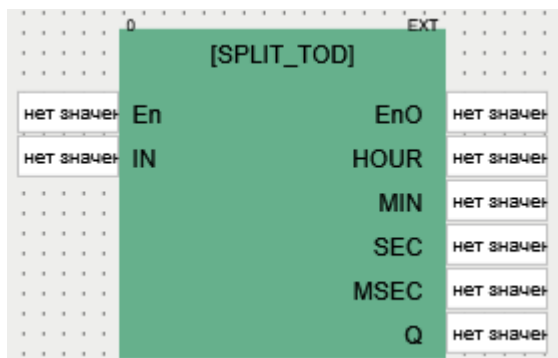 0 EXT
[SPLIT_TOD]
нет значен En EnO нет значен
нет значен IN HOUR нет значен
MIN нет значен
SEC нет значен
MSEC нет значен
Q нет значен